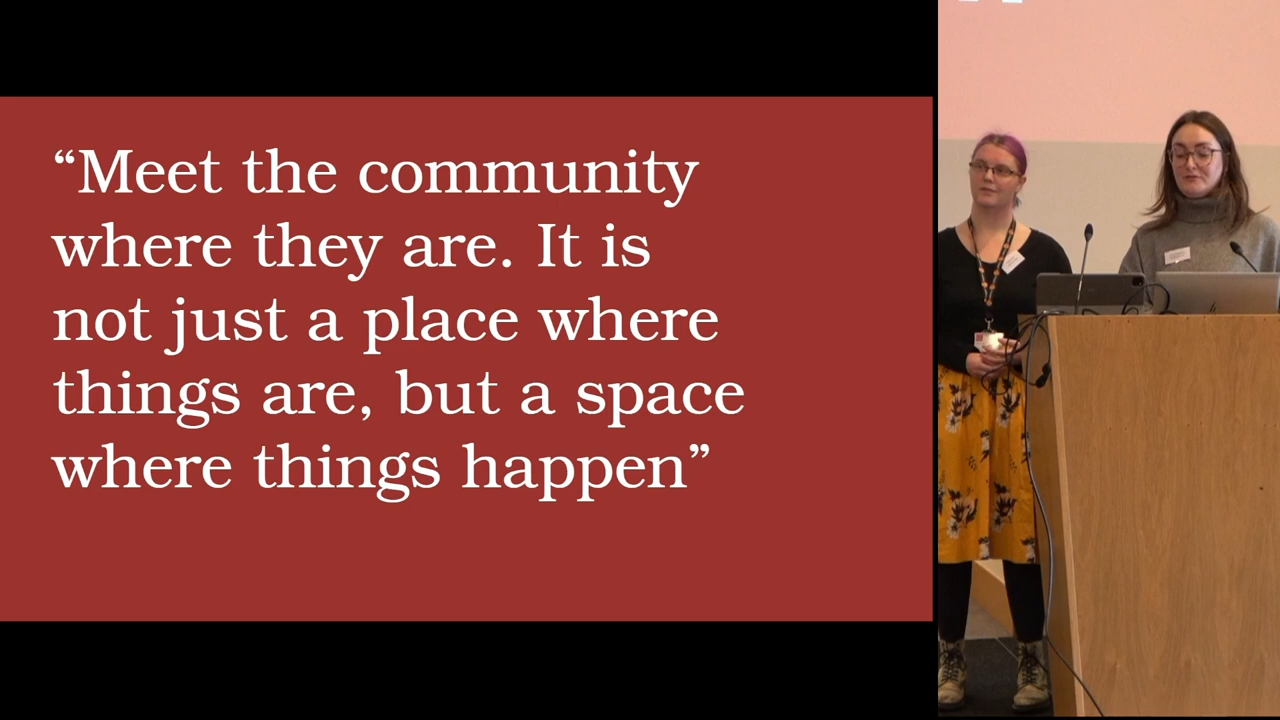 “Meet the community
where they are. It is
not just a place where
things are, but a space
where things happen”